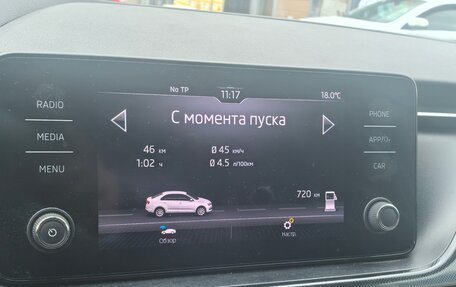 No TP 11:17 18.0°C
RADIO
MEDIA
MENU
С момента пуска
46 км Ø 45 км/ч
1:02 ч Ø 4.5 л/100км
720 км
Обзор
Настр.
PHONE
APP/
CAR